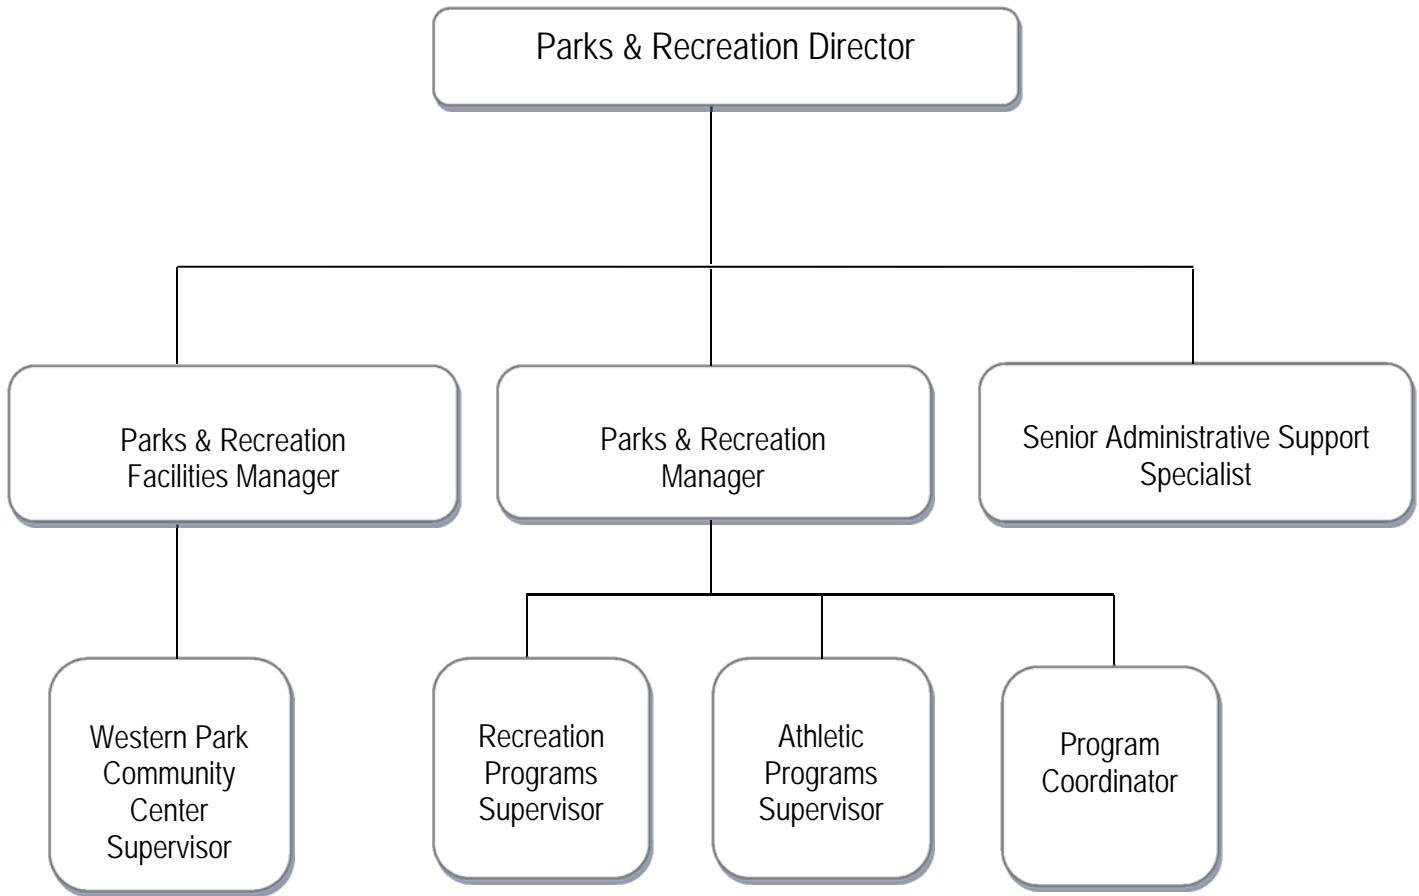 Parks & Recreation Director
Parks & Recreation
Facilities Manager
Parks & Recreation
Manager
Senior Administrative Support
Specialist
Western Park
Community
Center
Supervisor
Recreation
Programs
Supervisor
Athletic
Programs
Supervisor
Program
Coordinator